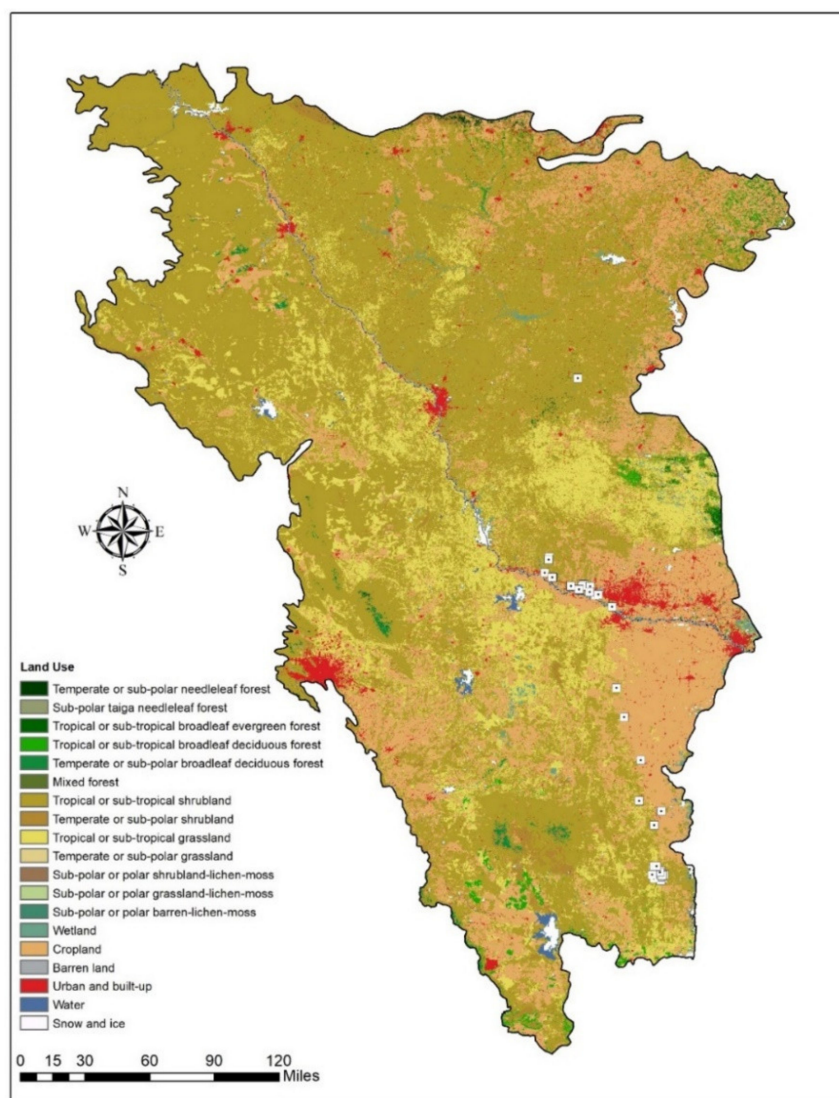 N
W E
S
Land Use
Temperate or sub-polar needleleaf forest
Sub-polar taiga needleleaf forest
Tropical or sub-tropical broadleaf evergreen forest
Tropical or sub-tropical broadleaf deciduous forest
Temperate or sub-polar broadleaf deciduous forest
Mixed forest
Tropical or sub-tropical shrubland
Temperate or sub-polar shrubland
Tropical or sub-tropical grassland
Temperate or sub-polar grassland
Sub-polar or polar shrubland-lichen-moss
Sub-polar or polar grassland-lichen-moss
Sub-polar or polar barren-lichen-moss
Wetland
Cropland
Barren land
Urban and built-up
Water
Snow and ice
0 15 30 60 90 120
Miles